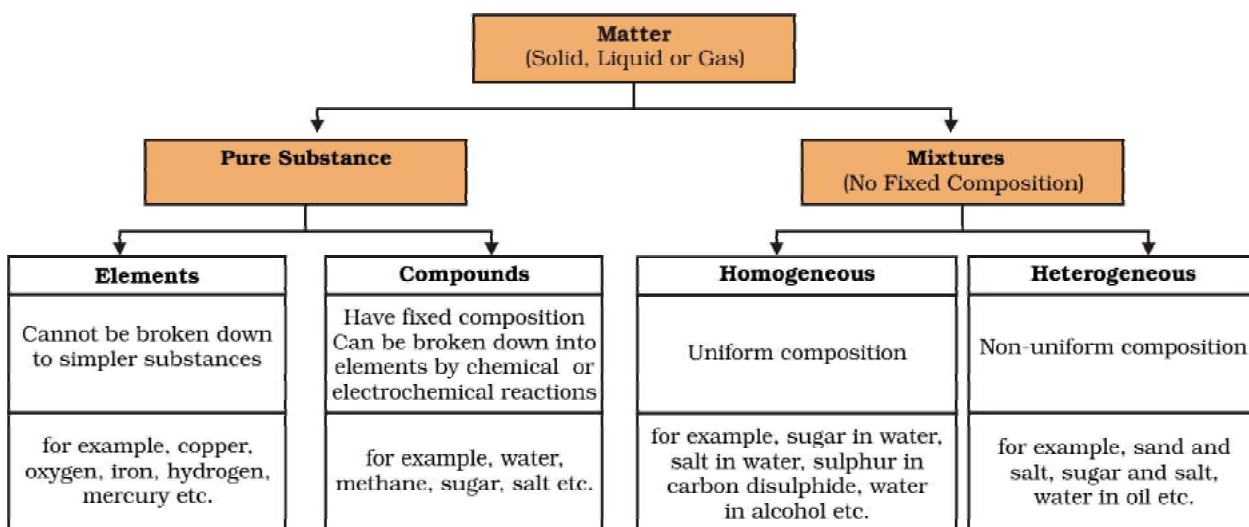 Matter
(Solid, Liquid or Gas)
Pure Substance
Mixtures
(No Fixed Composition)
Elements
Cannot be broken down
to simpler substances
for example, copper,
oxygen, iron, hydrogen,
mercury etc.
Compounds
Have fixed composition
Can be broken down into
elements by chemical or
electrochemical reactions
for example, water,
methane, sugar, salt etc.
Homogeneous
Uniform composition
for example, sugar in water,
salt in water, sulphur in
carbon disulphide, water
in alcohol etc.
Heterogeneous
Non-uniform composition
for example, sand and
salt, sugar and salt,
water in oil etc.